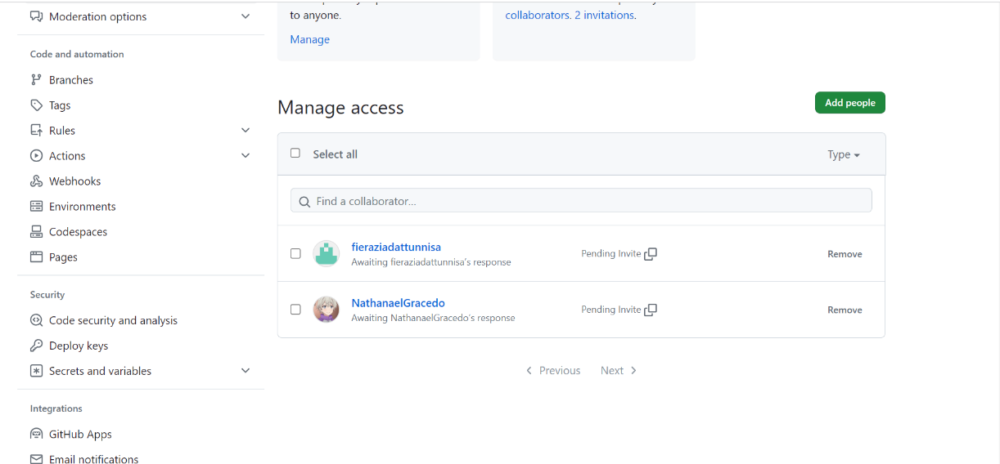 Moderation options
to anyone.
Manage
collaborators. 2 invitations.
Code and automation
Branches
Tags
Rules
Actions
Webhooks
Environments
Codespaces
Pages
Security
Code security and analysis
Deploy keys
Secrets and variables
Integrations
GitHub Apps
Email notifications
Manage access
Add people
Select all
Type
Find a collaborator...
fieraziadattunnisa
Awaiting fieraziadattunnisa's response
Pending Invite
Remove
NathanaelGracedo
Awaiting NathanaelGracedo's response
Pending Invite
Remove
Previous
Next